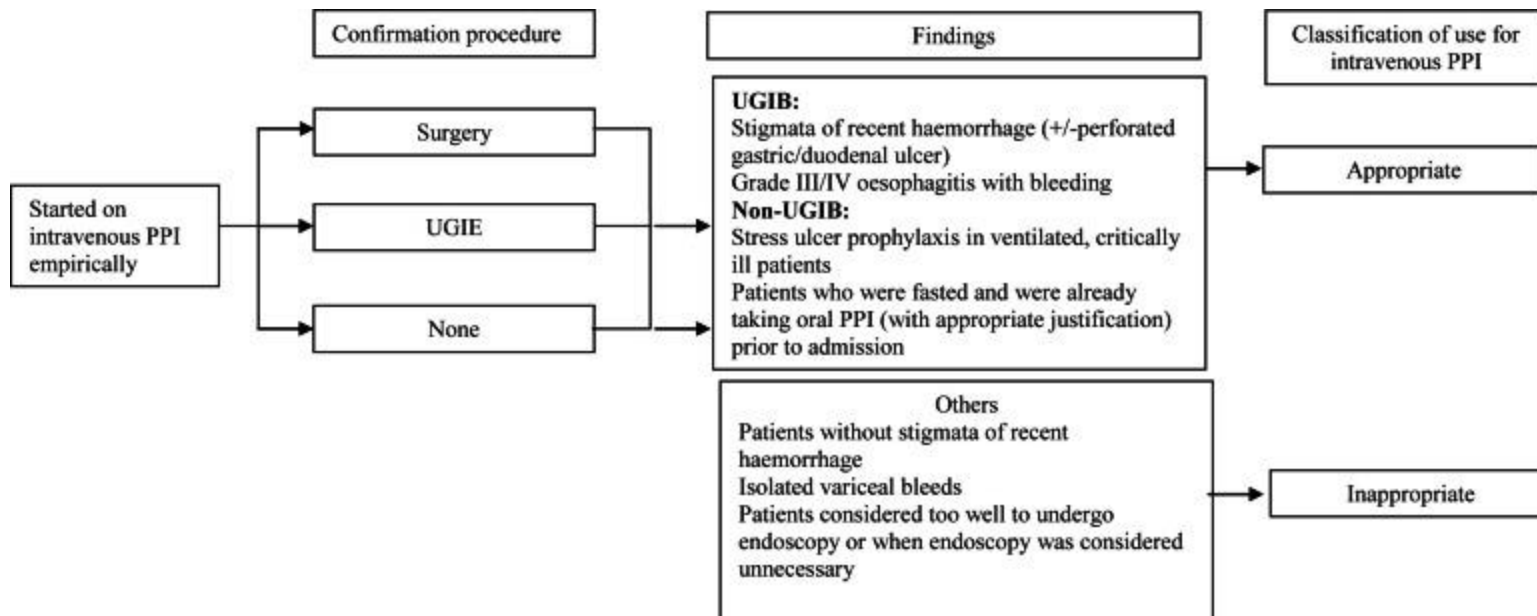 Confirmation procedure
Findings
Classification of use for
intravenous PPI
Started on
intravenous PPI
empirically
Surgery
UGIE
None
UGIB:
Stigmata of recent haemorrhage (+/-perforated
gastric/duodenal ulcer)
Grade III/IV oesophagitis with bleeding
Non-UGIB:
Stress ulcer prophylaxis in ventilated, critically
ill patients
Patients who were fasted and were already
taking oral PPI (with appropriate justification)
prior to admission
Appropriate
Others
Patients without stigmata of recent
haemorrhage
Isolated variceal bleeds
Patients considered too well to undergo
endoscopy or when endoscopy was considered
unnecessary
Inappropriate